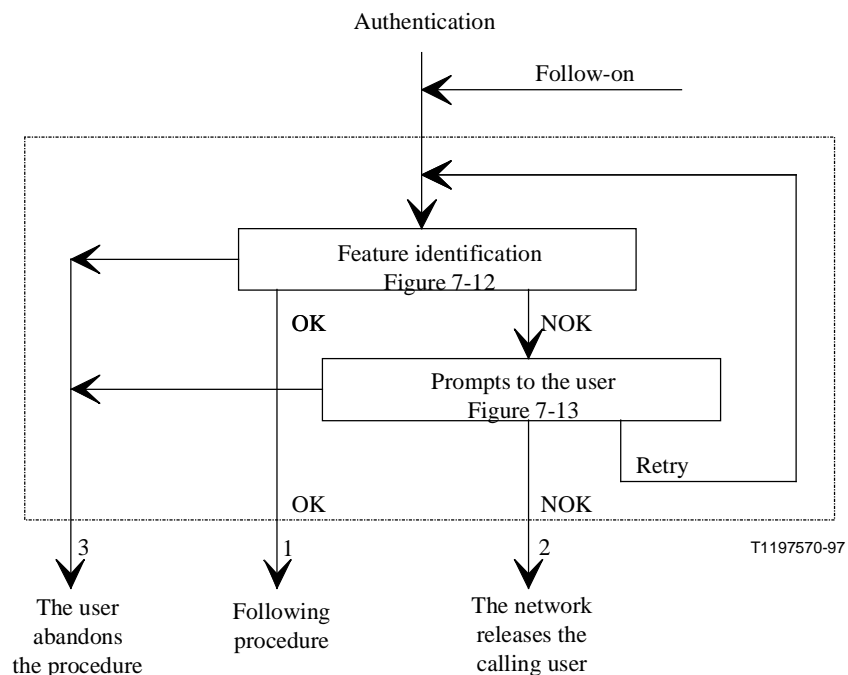 Authentication
Follow-on
Feature identification
Figure 7-12
OK
NOK
Prompts to the user
Figure 7-13
Retry
OK
NOK
3
1
2
T1197570-97
The user
abandons
the procedure
Following
procedure
The network
releases the
calling user